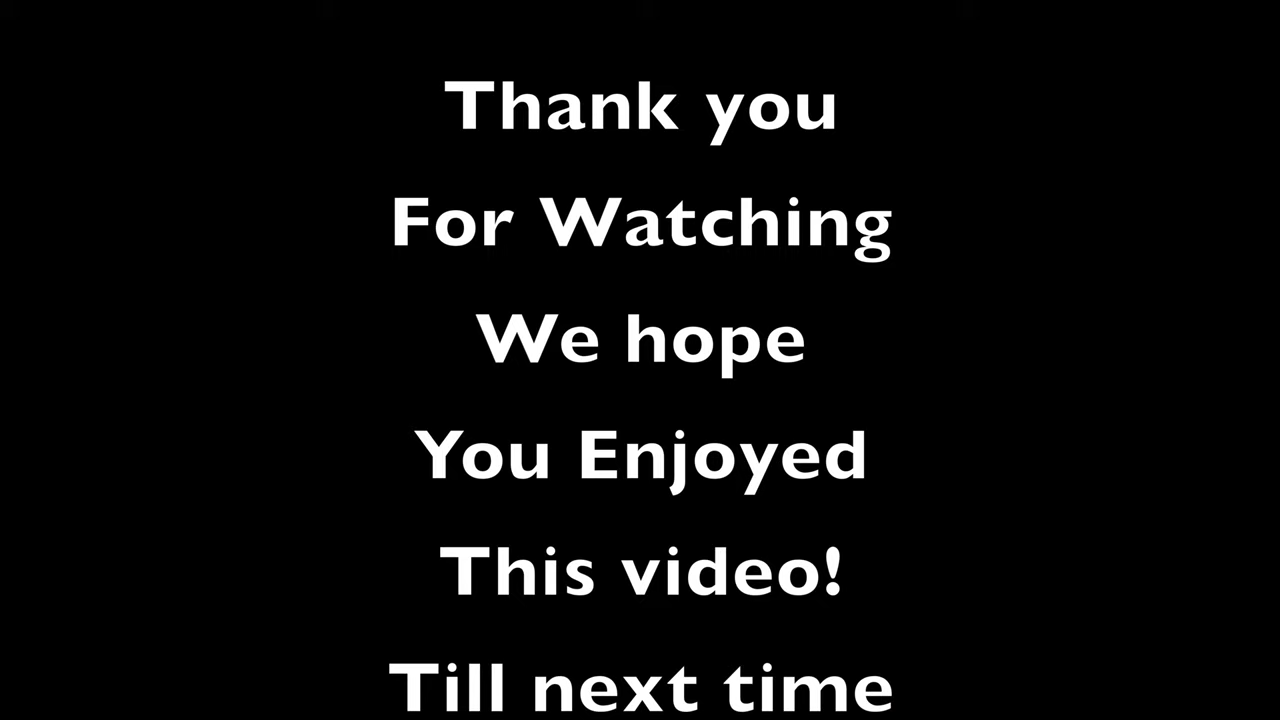 Thank you
For Watching
We hope
You Enjoyed
This video!
Till next time